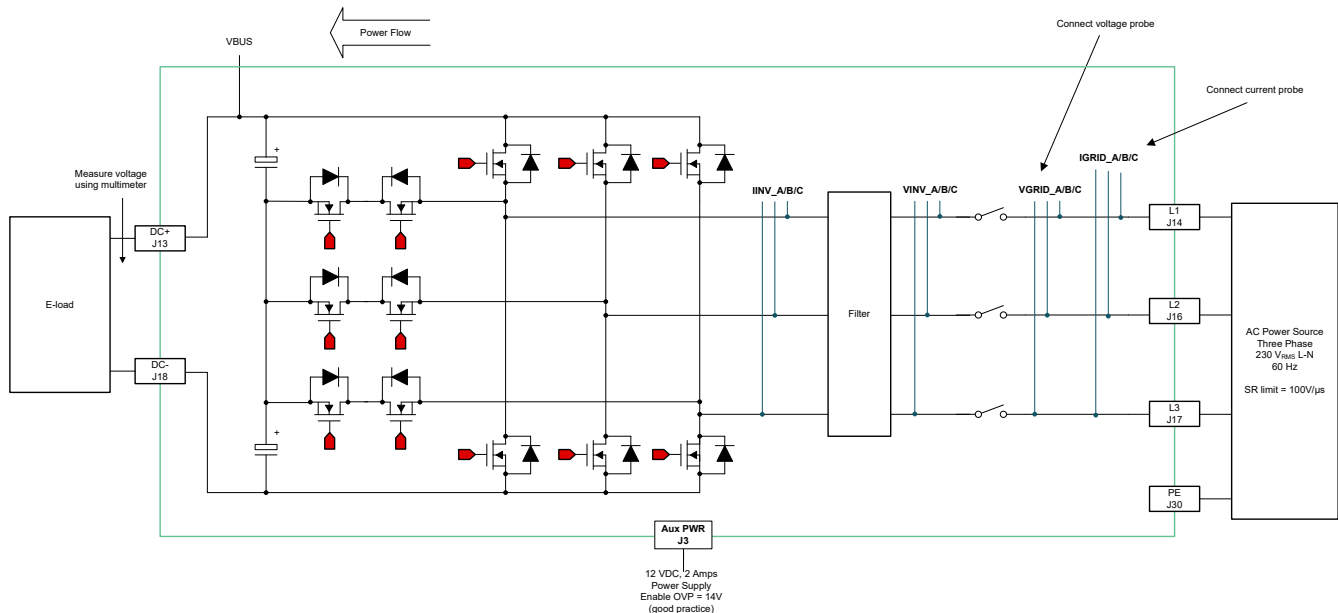 Power Flow
VBUS
Connect voltage probe
Connect current probe
Measure voltage
using multimeter
+
IINV_A/B/C
VINV_A/B/C
VGRID_A/B/C
IGRID_A/B/C
DC+
J13
E-load
DC-
J18
+
Filter
L1
J14
L2
J16
L3
J17
PE
J30
AC Power Source
Three Phase
230 VRMS L-N
60 Hz
SR limit = 100V/µs
Aux PWR
J3
12 VDC, 2 Amps
Power Supply
Enable OVP = 14V
(good practice)